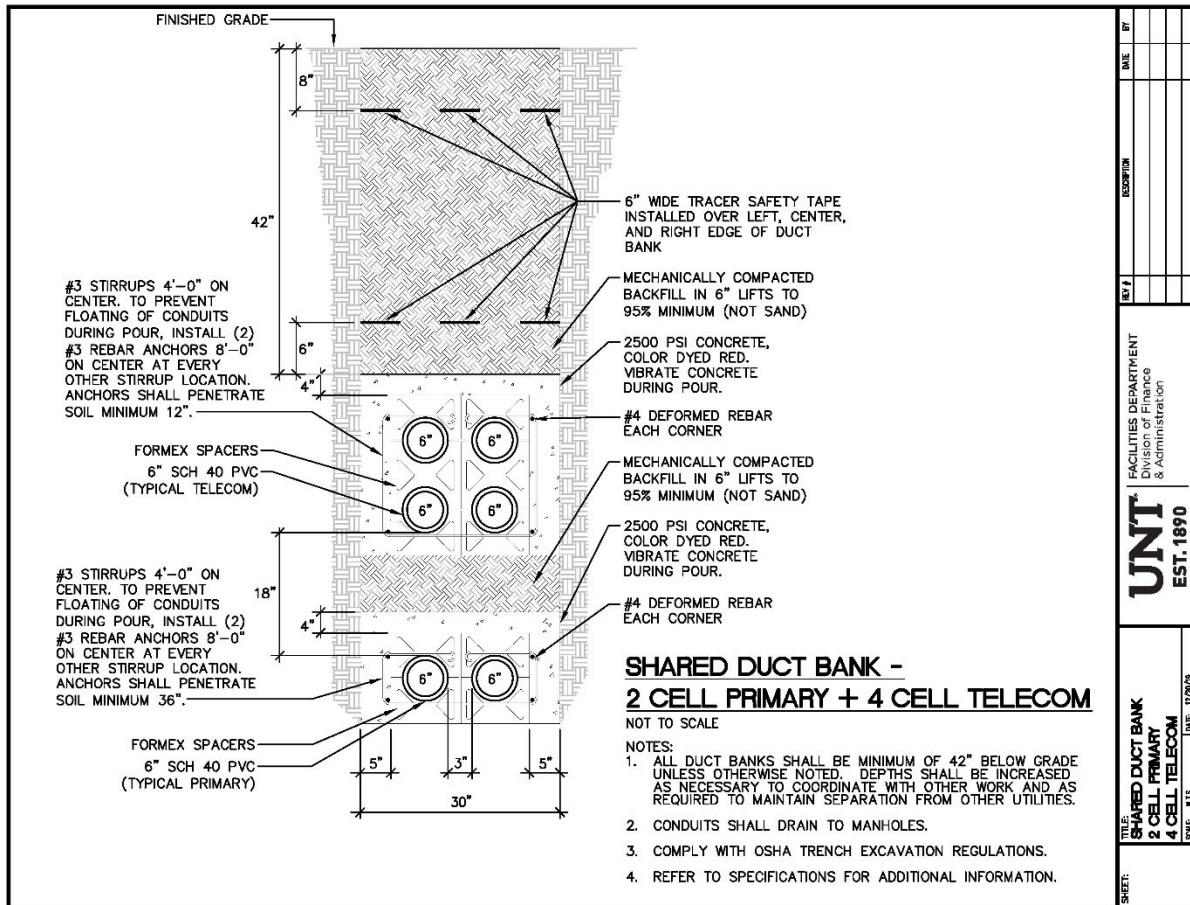 FINISHED GRADE
8"
42"
6" WIDE TRACER SAFETY TAPE
INSTALLED OVER LEFT, CENTER,
AND RIGHT EDGE OF DUCT
BANK
MECHANICALLY COMPACTED
BACKFILL IN 6" LIFTS TO
95% MINIMUM (NOT SAND)
#3 STIRRUPS 4'-0" ON
CENTER. TO PREVENT
FLOATING OF CONDUITS
DURING POUR, INSTALL (2)
#3 REBAR ANCHORS 8'-0"
ON CENTER AT EVERY
OTHER STIRRUP LOCATION.
ANCHORS SHALL PENETRATE
SOIL MINIMUM 12".
6"
4"
2500 PSI CONCRETE,
COLOR DYED RED.
VIBRATE CONCRETE
DURING POUR.
#4 DEFORMED REBAR
EACH CORNER
6" 6"
FORMEX SPACERS
6" SCH 40 PVC
(TYPICAL TELECOM)
6" 6"
MECHANICALLY COMPACTED
BACKFILL IN 6" LIFTS TO
95% MINIMUM (NOT SAND)
2500 PSI CONCRETE,
COLOR DYED RED.
VIBRATE CONCRETE
DURING POUR.
#3 STIRRUPS 4'-0" ON
CENTER. TO PREVENT
FLOATING OF CONDUITS
DURING POUR, INSTALL (2)
#3 REBAR ANCHORS 8'-0"
ON CENTER AT EVERY
OTHER STIRRUP LOCATION.
ANCHORS SHALL PENETRATE
SOIL MINIMUM 36".
18"
4"
#4 DEFORMED REBAR
EACH CORNER
6" 6"
FORMEX SPACERS
6" SCH 40 PVC
(TYPICAL PRIMARY)
5" 3" 5"
30"
SHARED DUCT BANK -
2 CELL PRIMARY + 4 CELL TELECOM
NOT TO SCALE
NOTES:
1. ALL DUCT BANKS SHALL BE MINIMUM OF 42" BELOW GRADE
UNLESS OTHERWISE NOTED. DEPTHS SHALL BE INCREASED
AS NECESSARY TO COORDINATE WITH OTHER WORK AND AS
REQUIRED TO MAINTAIN SEPARATION FROM OTHER UTILITIES.
2. CONDUITS SHALL DRAIN TO MANHOLES.
3. COMPLY WITH OSHA TRENCH EXCAVATION REGULATIONS.
4. REFER TO SPECIFICATIONS FOR ADDITIONAL INFORMATION.
REV # DESCRIPTION DATE BY
UNT
EST. 1890
FACILITIES DEPARTMENT
Division of Finance
& Administration
TITLE:
SHARED DUCT BANK
2 CELL PRIMARY
4 CELL TELECOM
DATE:
SHEET: